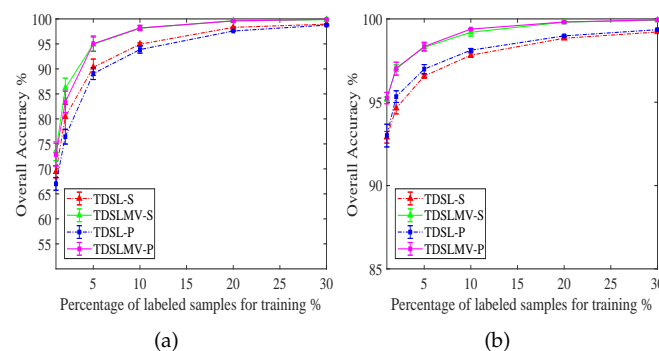 100
95
90
85
80
75
70
65
60
55
Overall Accuracy %
TDSL-S
TDSLMV-S
TDSL-P
TDSLMV-P
5 10 15 20 25 30
Percentage of labeled samples for training %
(a)
100
95
90
85
Overall Accuracy %
TDSL-S
TDSLMV-S
TDSL-P
TDSLMV-P
5 10 15 20 25 30
Percentage of labeled samples for training %
(b)